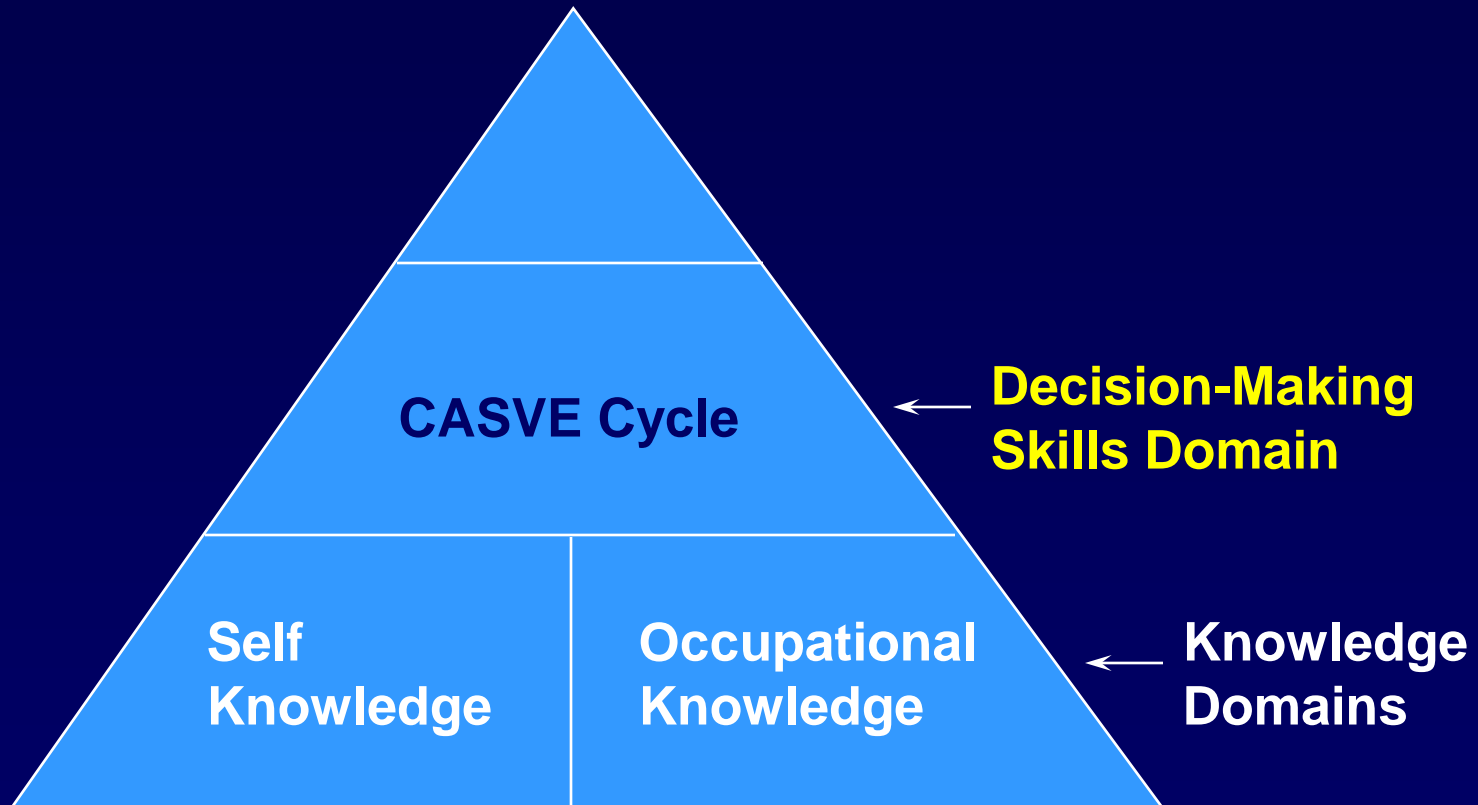 CASVE Cycle
Decision-Making
Skills Domain
Self
Knowledge
Occupational
Knowledge
Knowledge
Domains